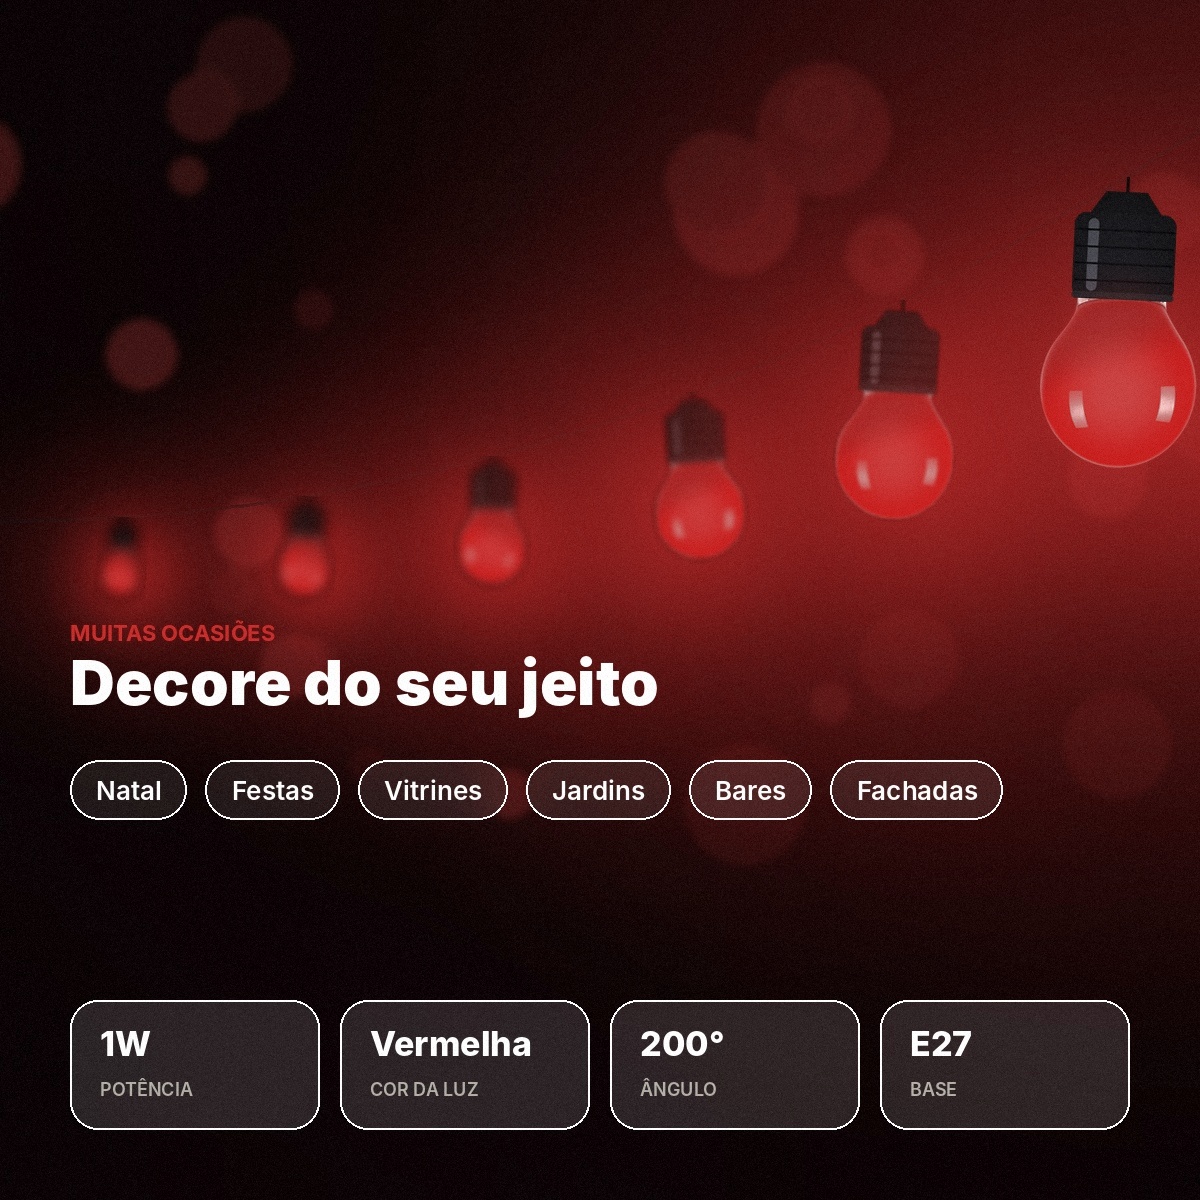 MUITAS OCASIÕES
Decore do seu jeito
Natal Festas Vitrines Jardins Bares Fachadas
1W Vermelha 200° E27
POTÊNCIA COR DA LUZ ÂNGULO BASE